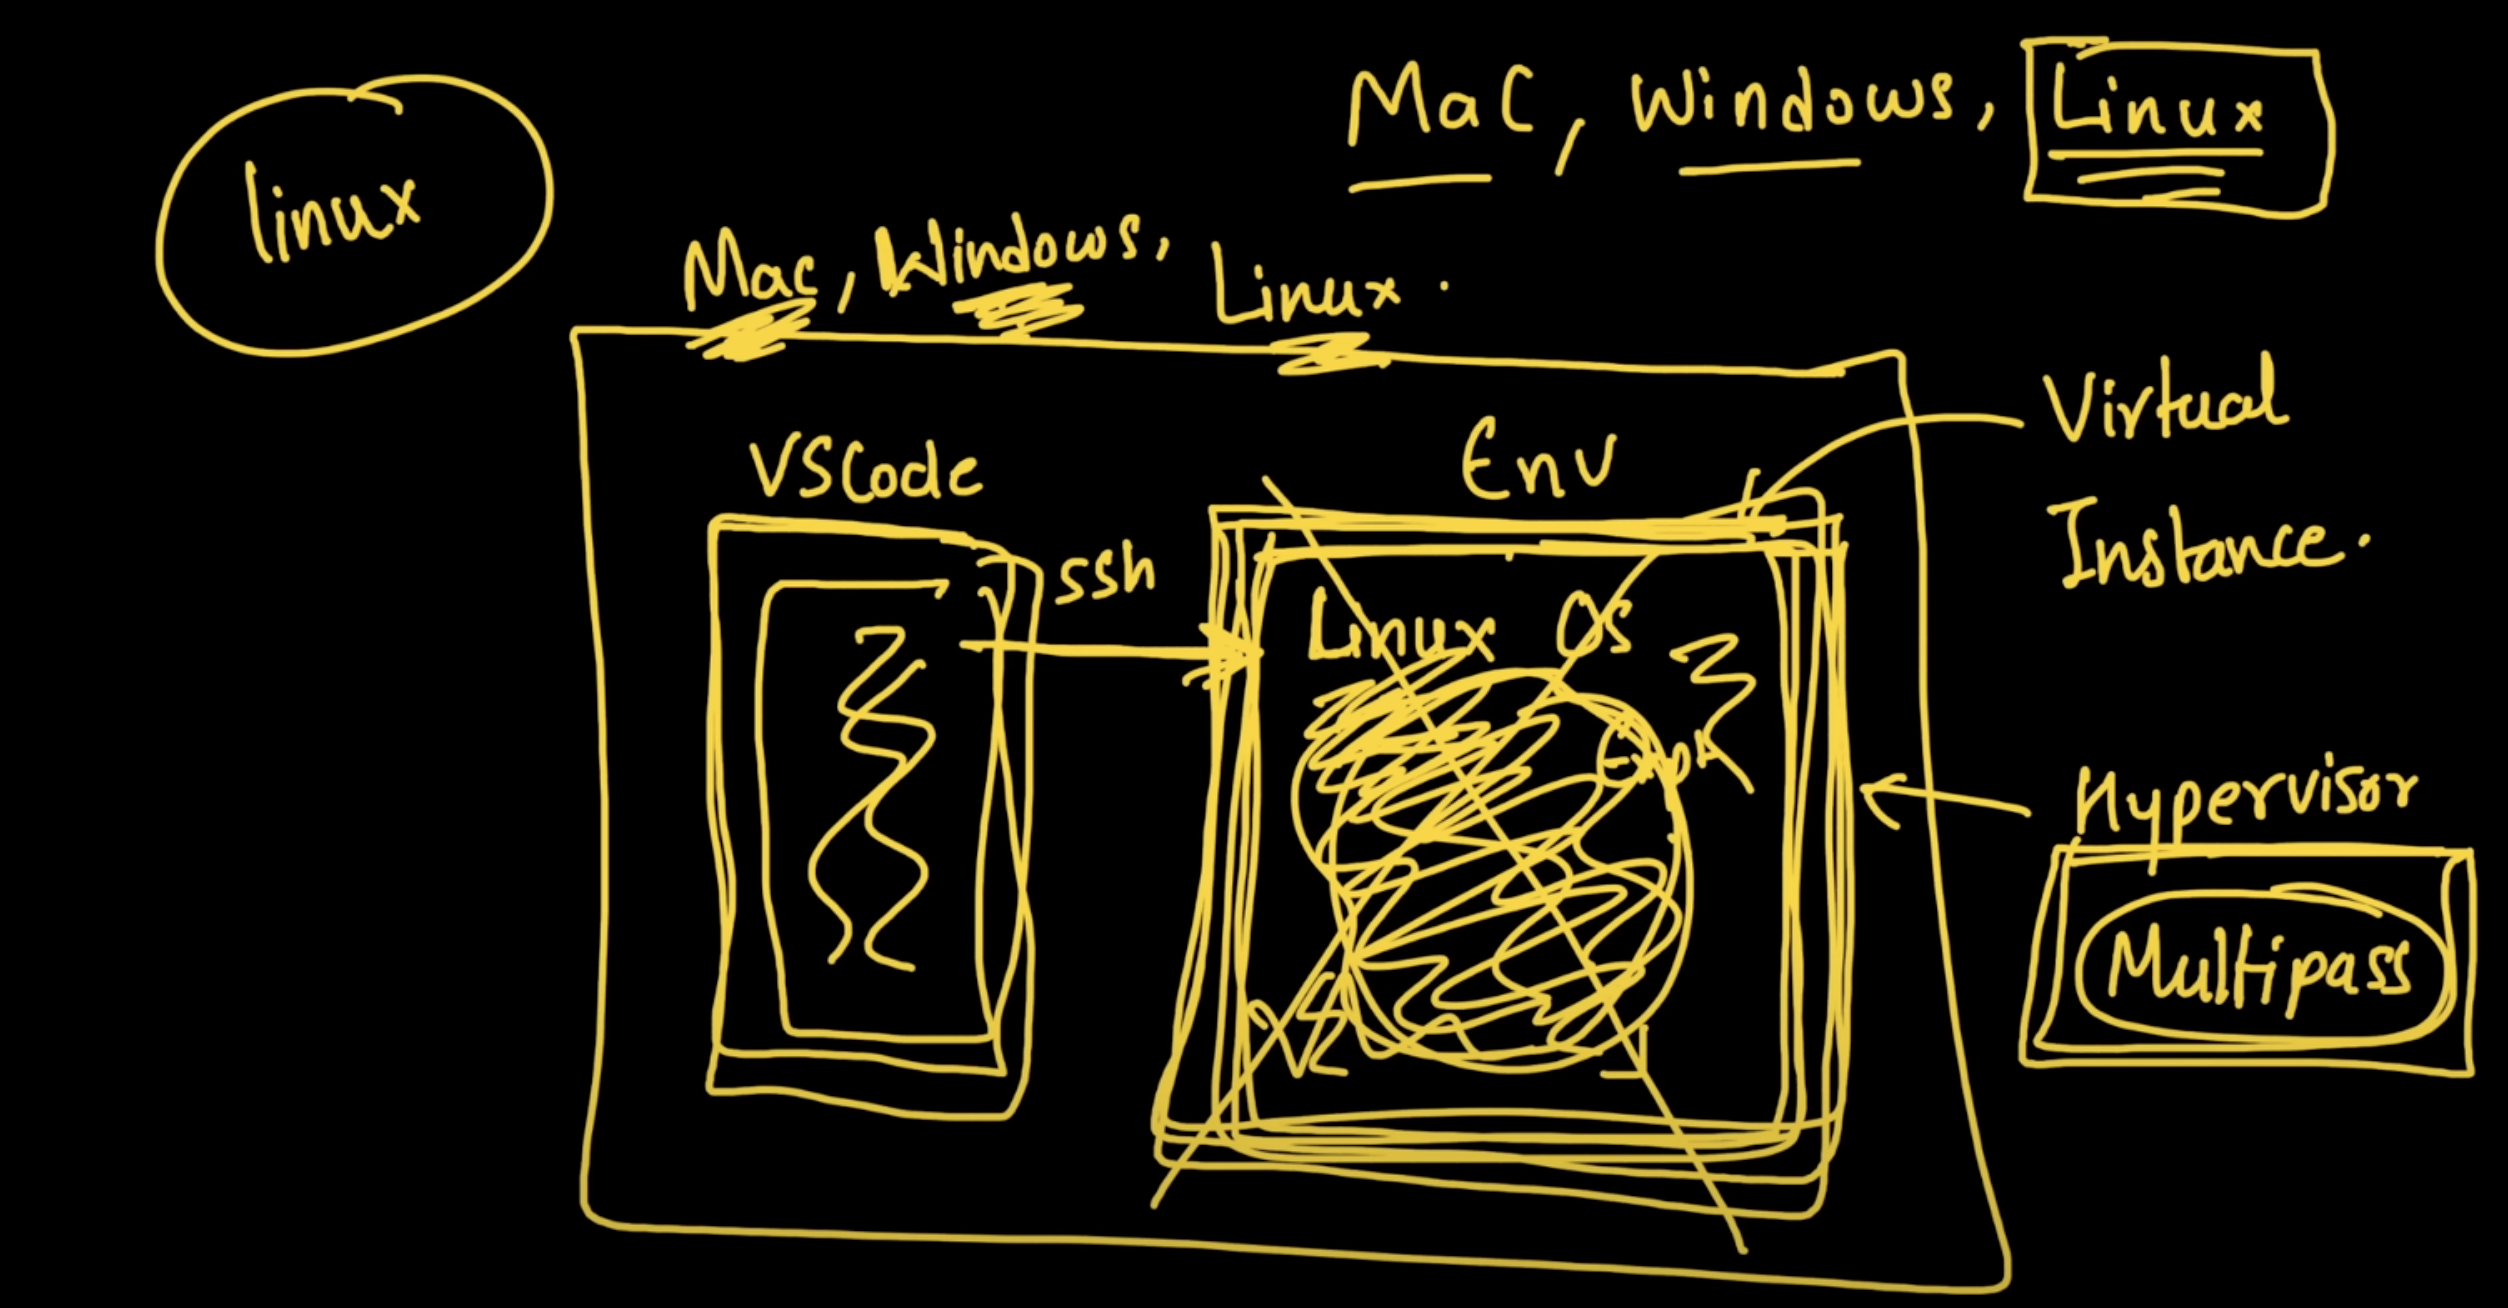 Mac, Windows, Linux
linux
Mac, Windows, Linux.
Virtual
Instance.
VSCode
Env
ssh
Linux OS
Hypervisor
Multipass